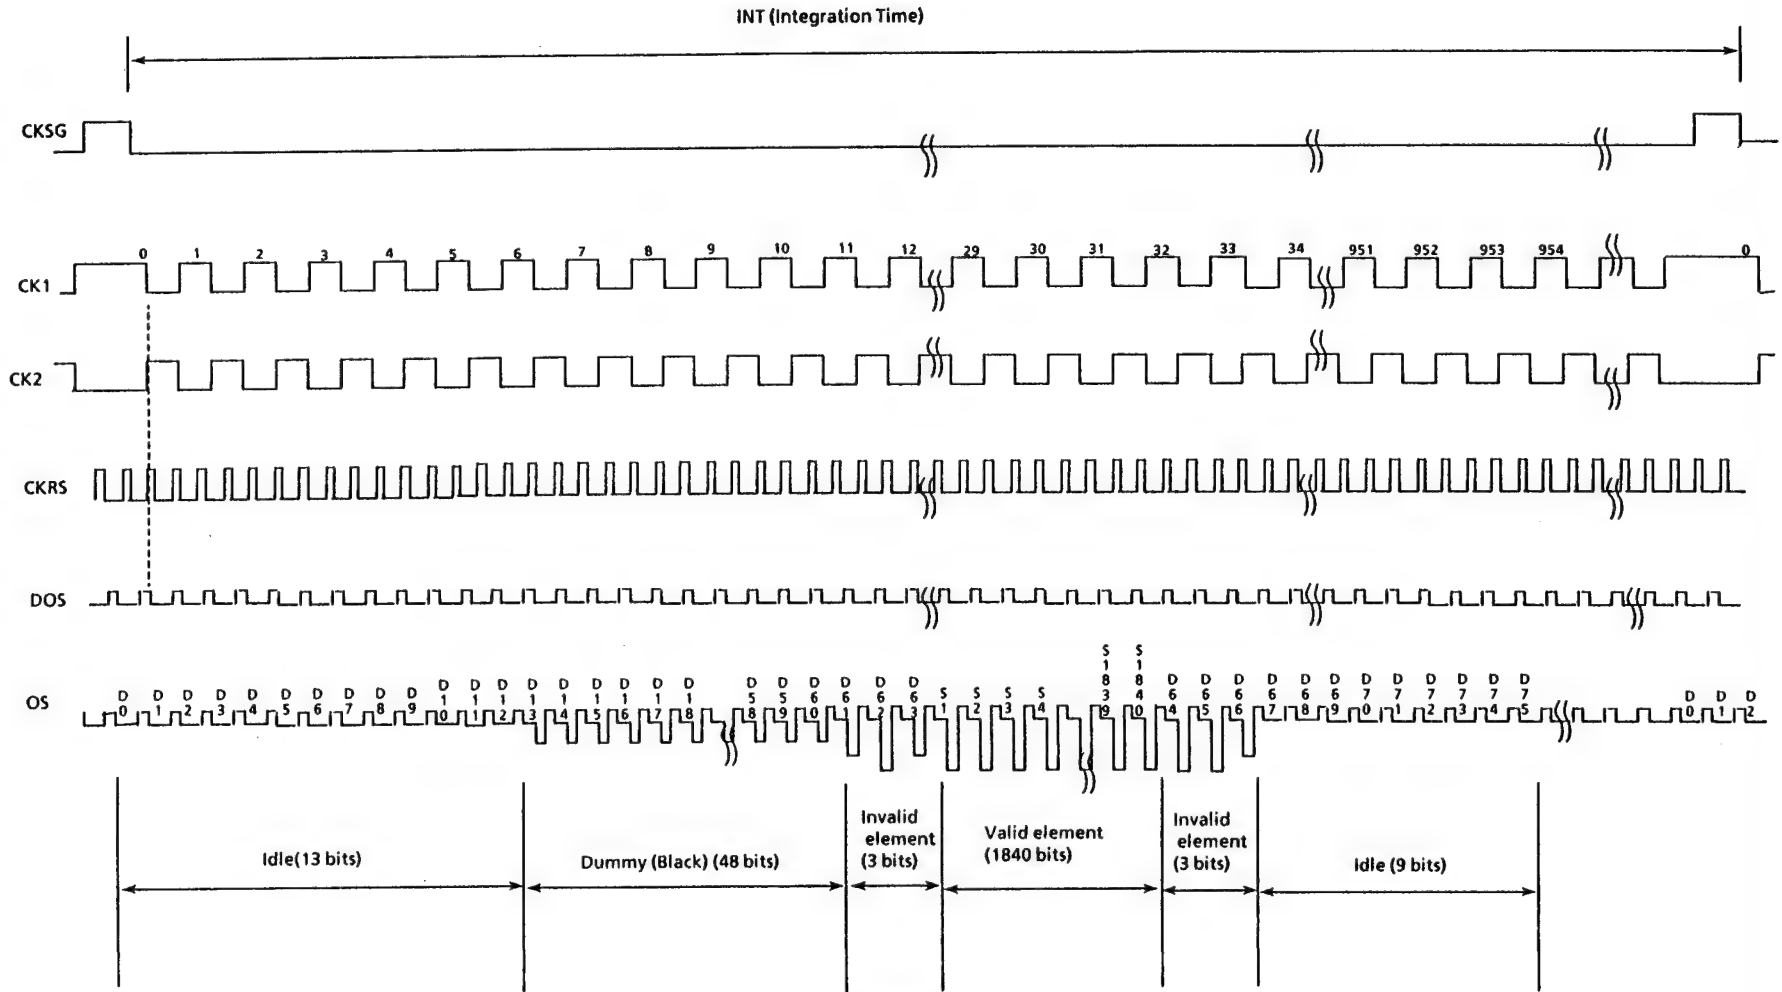 INT (Integration Time)
CKSG
0 1 2 3 4 5 6 7 8 9 10 11 12 29 30 31 32 33 34 951 952 953 954 0
CK1
CK2
CKRS
DOS
OS
D0 D1 D2 D3 D4 D5 D6 D7 D8 D9 D10 D11 D12 D13 D14 D15 D16 D17 D18 D58 D59 D60 D61 D62 D63 S1 S2 S3 S4 S1839 S1840 D64 D65 D66 D67 D68 D69 D70 D71 D72 D73 D74 D75 D0 D1 D2
Idle(13 bits)
Dummy (Black) (48 bits)
Invalid
element
(3 bits)
Valid element
(1840 bits)
Invalid
element
(3 bits)
Idle (9 bits)